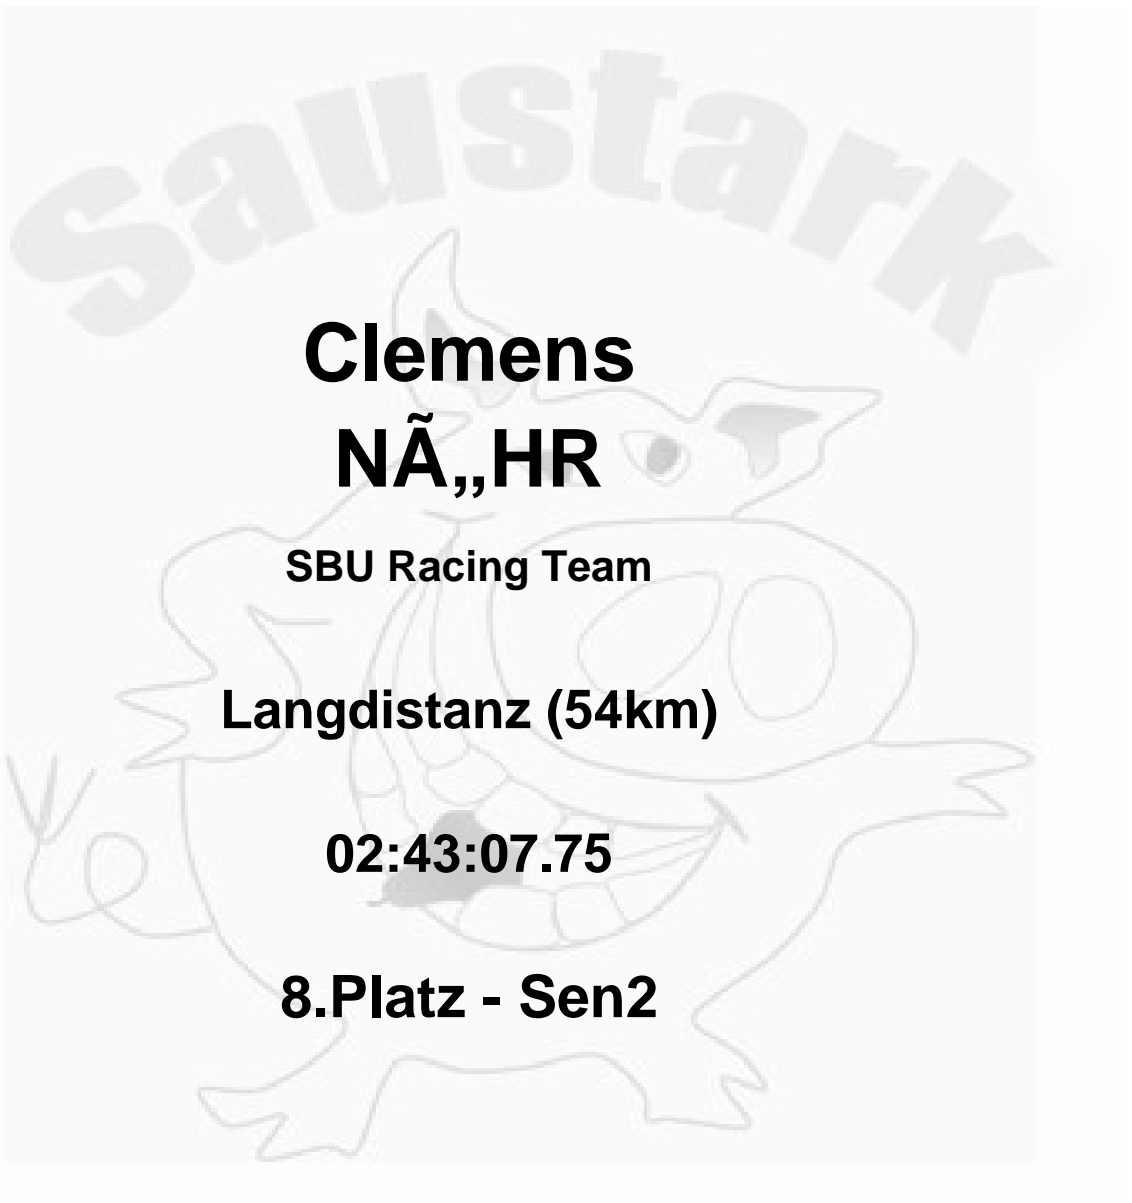 Saustark
Clemens
NÃ„HR
SBU Racing Team
Langdistanz (54km)
02:43:07.75
8.Platz - Sen2